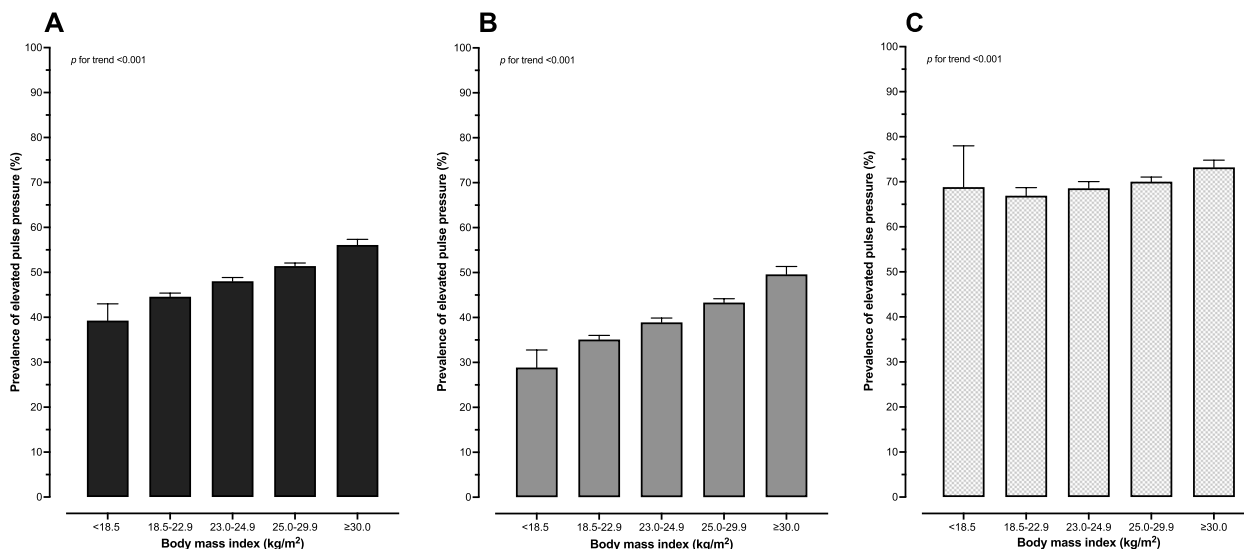 A
p for trend <0.001
Prevalence of elevated pulse pressure (%)
100
90
80
70
60
50
40
30
20
10
0
<18.5 18.5-22.9 23.0-24.9 25.0-29.9 ≥30.0
Body mass index (kg/m²)
B
p for trend <0.001
Prevalence of elevated pulse pressure (%)
100
90
80
70
60
50
40
30
20
10
0
<18.5 18.5-22.9 23.0-24.9 25.0-29.9 ≥30.0
Body mass index (kg/m²)
C
p for trend <0.001
Prevalence of elevated pulse pressure (%)
100
90
80
70
60
50
40
30
20
10
0
<18.5 18.5-22.9 23.0-24.9 25.0-29.9 ≥30.0
Body mass index (kg/m²)